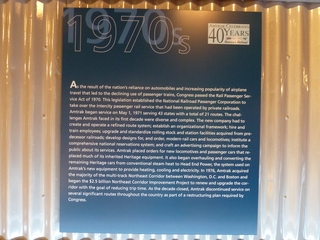 1970s
AMTRAK CELEBRATES
40 YEARS
As the result of the nation's reliance on automobiles and increasing popularity of airplane
travel that led to the declining use of passenger trains, Congress passed the Rail Passenger Ser-
vice Act of 1970. This legislation established the National Railroad Passenger Corporation to
take over the intercity passenger rail service that had been operated by private railroads.
Amtrak began service on May 1, 1971 serving 43 states with a total of 21 routes. The chal-
lenges Amtrak faced in its first decade were diverse and complex. The new company had to
create and operate a refined route system; establish an organizational framework; hire and
train employees; upgrade and standardize rolling stock and station facilities acquired from pre-
decessor railroads; develop designs for, and order, modern rail cars and locomotives; institute a
comprehensive national reservations system; and craft an advertising campaign to inform the
public about its services. Amtrak placed orders for new locomotives and passenger cars that re-
placed much of its inherited Heritage equipment. It also began overhauling and converting the
remaining Heritage cars from conventional steam heat to Head End Power, the system used on
Amtrak's new equipment to provide heating, cooling and electricity. In 1976, Amtrak acquired
the majority of the multi-track Northeast Corridor between Washington, D.C. and Boston and
began the $2.5 billion Northeast Corridor Improvement Project to renew and upgrade the cor-
ridor with the goal of reducing trip time. As the decade closed, Amtrak discontinued service on
several significant routes throughout the country as part of a restructuring plan required by
Congress.